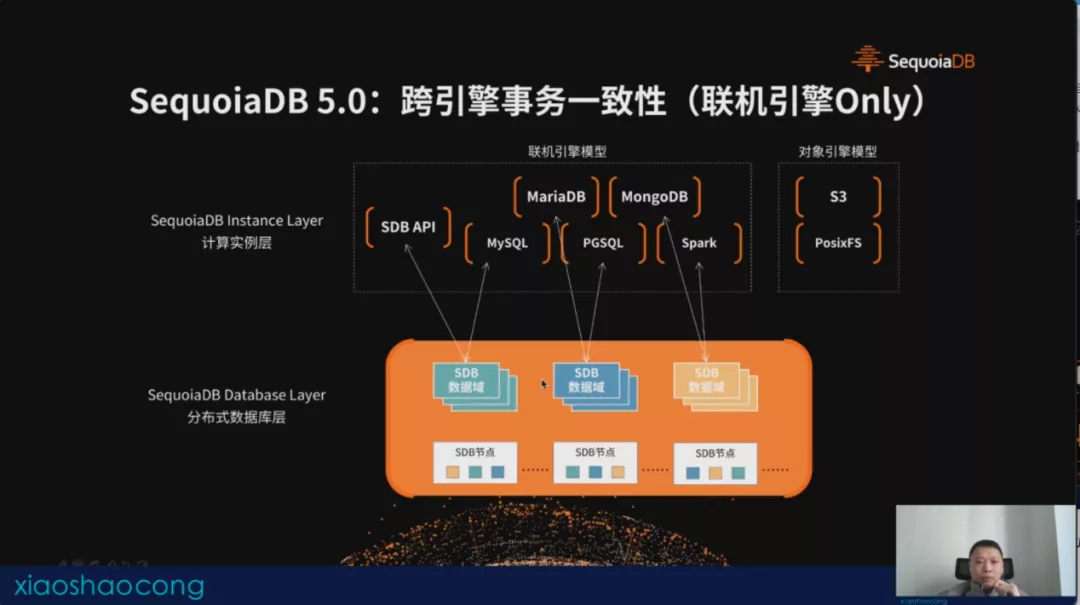 SequoiaDB
SequoiaDB 5.0：跨引擎事务一致性（联机引擎Only）
联机引擎模型
对象引擎模型
SequoiaDB Instance Layer
计算实例层
SDB API
MariaDB
MongoDB
MySQL
PGSQL
Spark
S3
PosixFS
SequoiaDB Database Layer
分布式数据库层
SDB
数据域
SDB
数据域
SDB
数据域
SDB节点
SDB节点
SDB节点
xiaoshaocong
xiaoshaocong